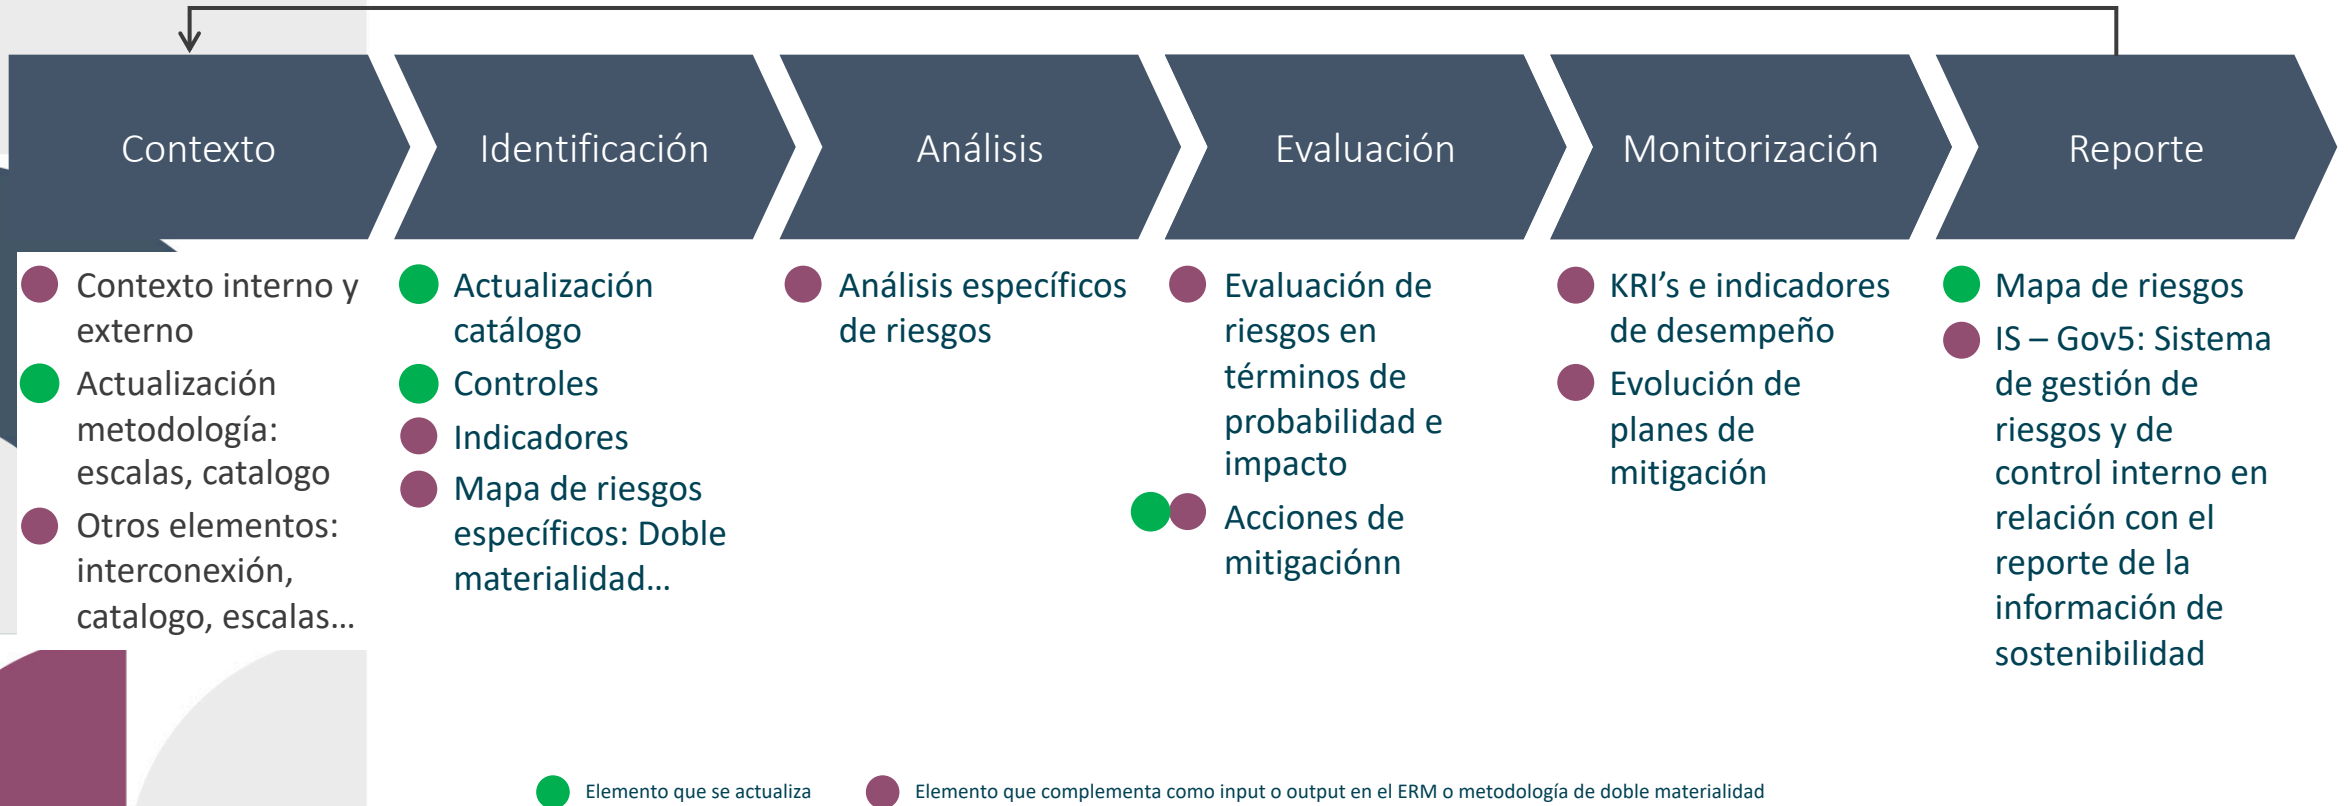 Contexto
Identificación
Análisis
Evaluación
Monitorización
Reporte
Contexto interno y
externo
Actualización
metodología:
escalas, catalogo
Otros elementos:
interconexión,
catalogo, escalas…
Actualización
catálogo
Controles
Indicadores
Mapa de riesgos
específicos: Doble
materialidad…
Análisis específicos
de riesgos
Evaluación de
riesgos en
términos de
probabilidad e
impacto
Acciones de
mitigaciónn
KRI’s e indicadores
de desempeño
Evolución de
planes de
mitigación
Mapa de riesgos
IS – Gov5: Sistema
de gestión de
riesgos y de
control interno en
relación con el
reporte de la
información de
sostenibilidad
Elemento que se actualiza
Elemento que complementa como input o output en el ERM o metodología de doble materialidad